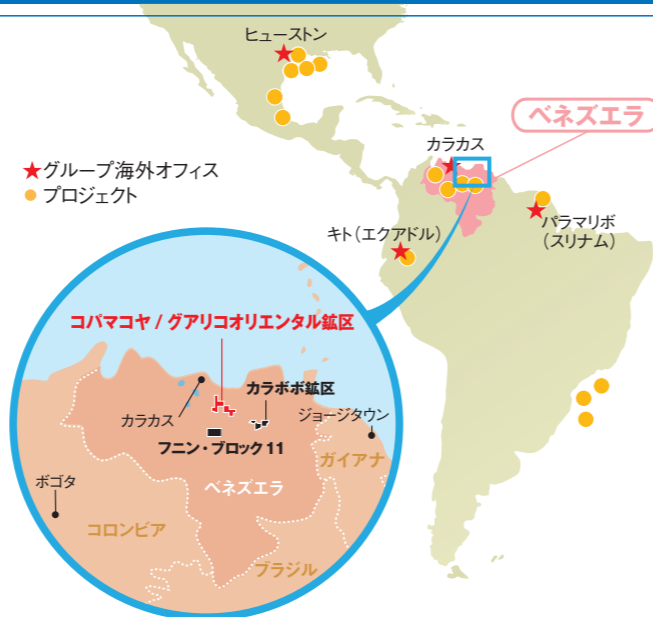 ヒューストン
ベネズエラ
カラカス
★グループ海外オフィス
●プロジェクト
パラマリボ
(スリナム)
キト(エクアドル)
コパマコヤ / グアリコオリエンタル鉱区
カラボボ鉱区
カラカス
ジョージタウン
フニン・ブロック11
ガイアナ
ボゴタ
ベネズエラ
コロンビア
ブラジル